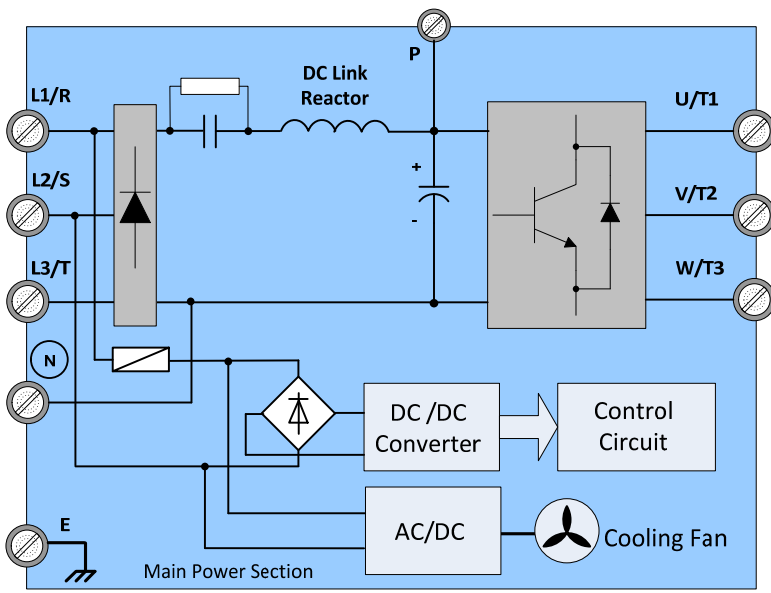 P
L1/R
DC Link
Reactor
U/T1
+
L2/S
V/T2
-
L3/T
W/T3
N
DC /DC
Converter
Control
Circuit
E
AC/DC
Cooling Fan
Main Power Section